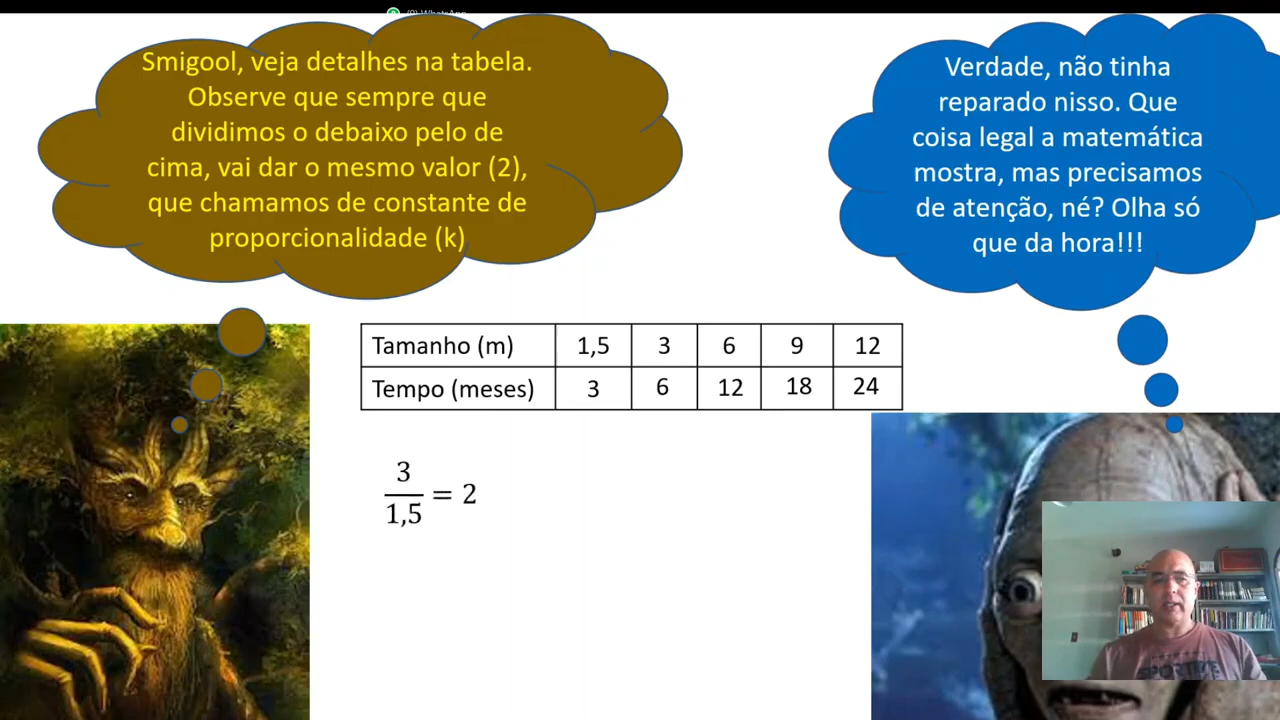 (9) WhatsApp
Smigool, veja detalhes na tabela.
Observe que sempre que
dividimos o debaixo pelo de
cima, vai dar o mesmo valor (2),
que chamamos de constante de
proporcionalidade (k)
Verdade, não tinha
reparado nisso. Que
coisa legal a matemática
mostra, mas precisamos
de atenção, né? Olha só
que da hora!!!
Tamanho (m) 1,5 3 6 9 12
Tempo (meses) 3 6 12 18 24
3
1,5 = 2
SPORTIVE